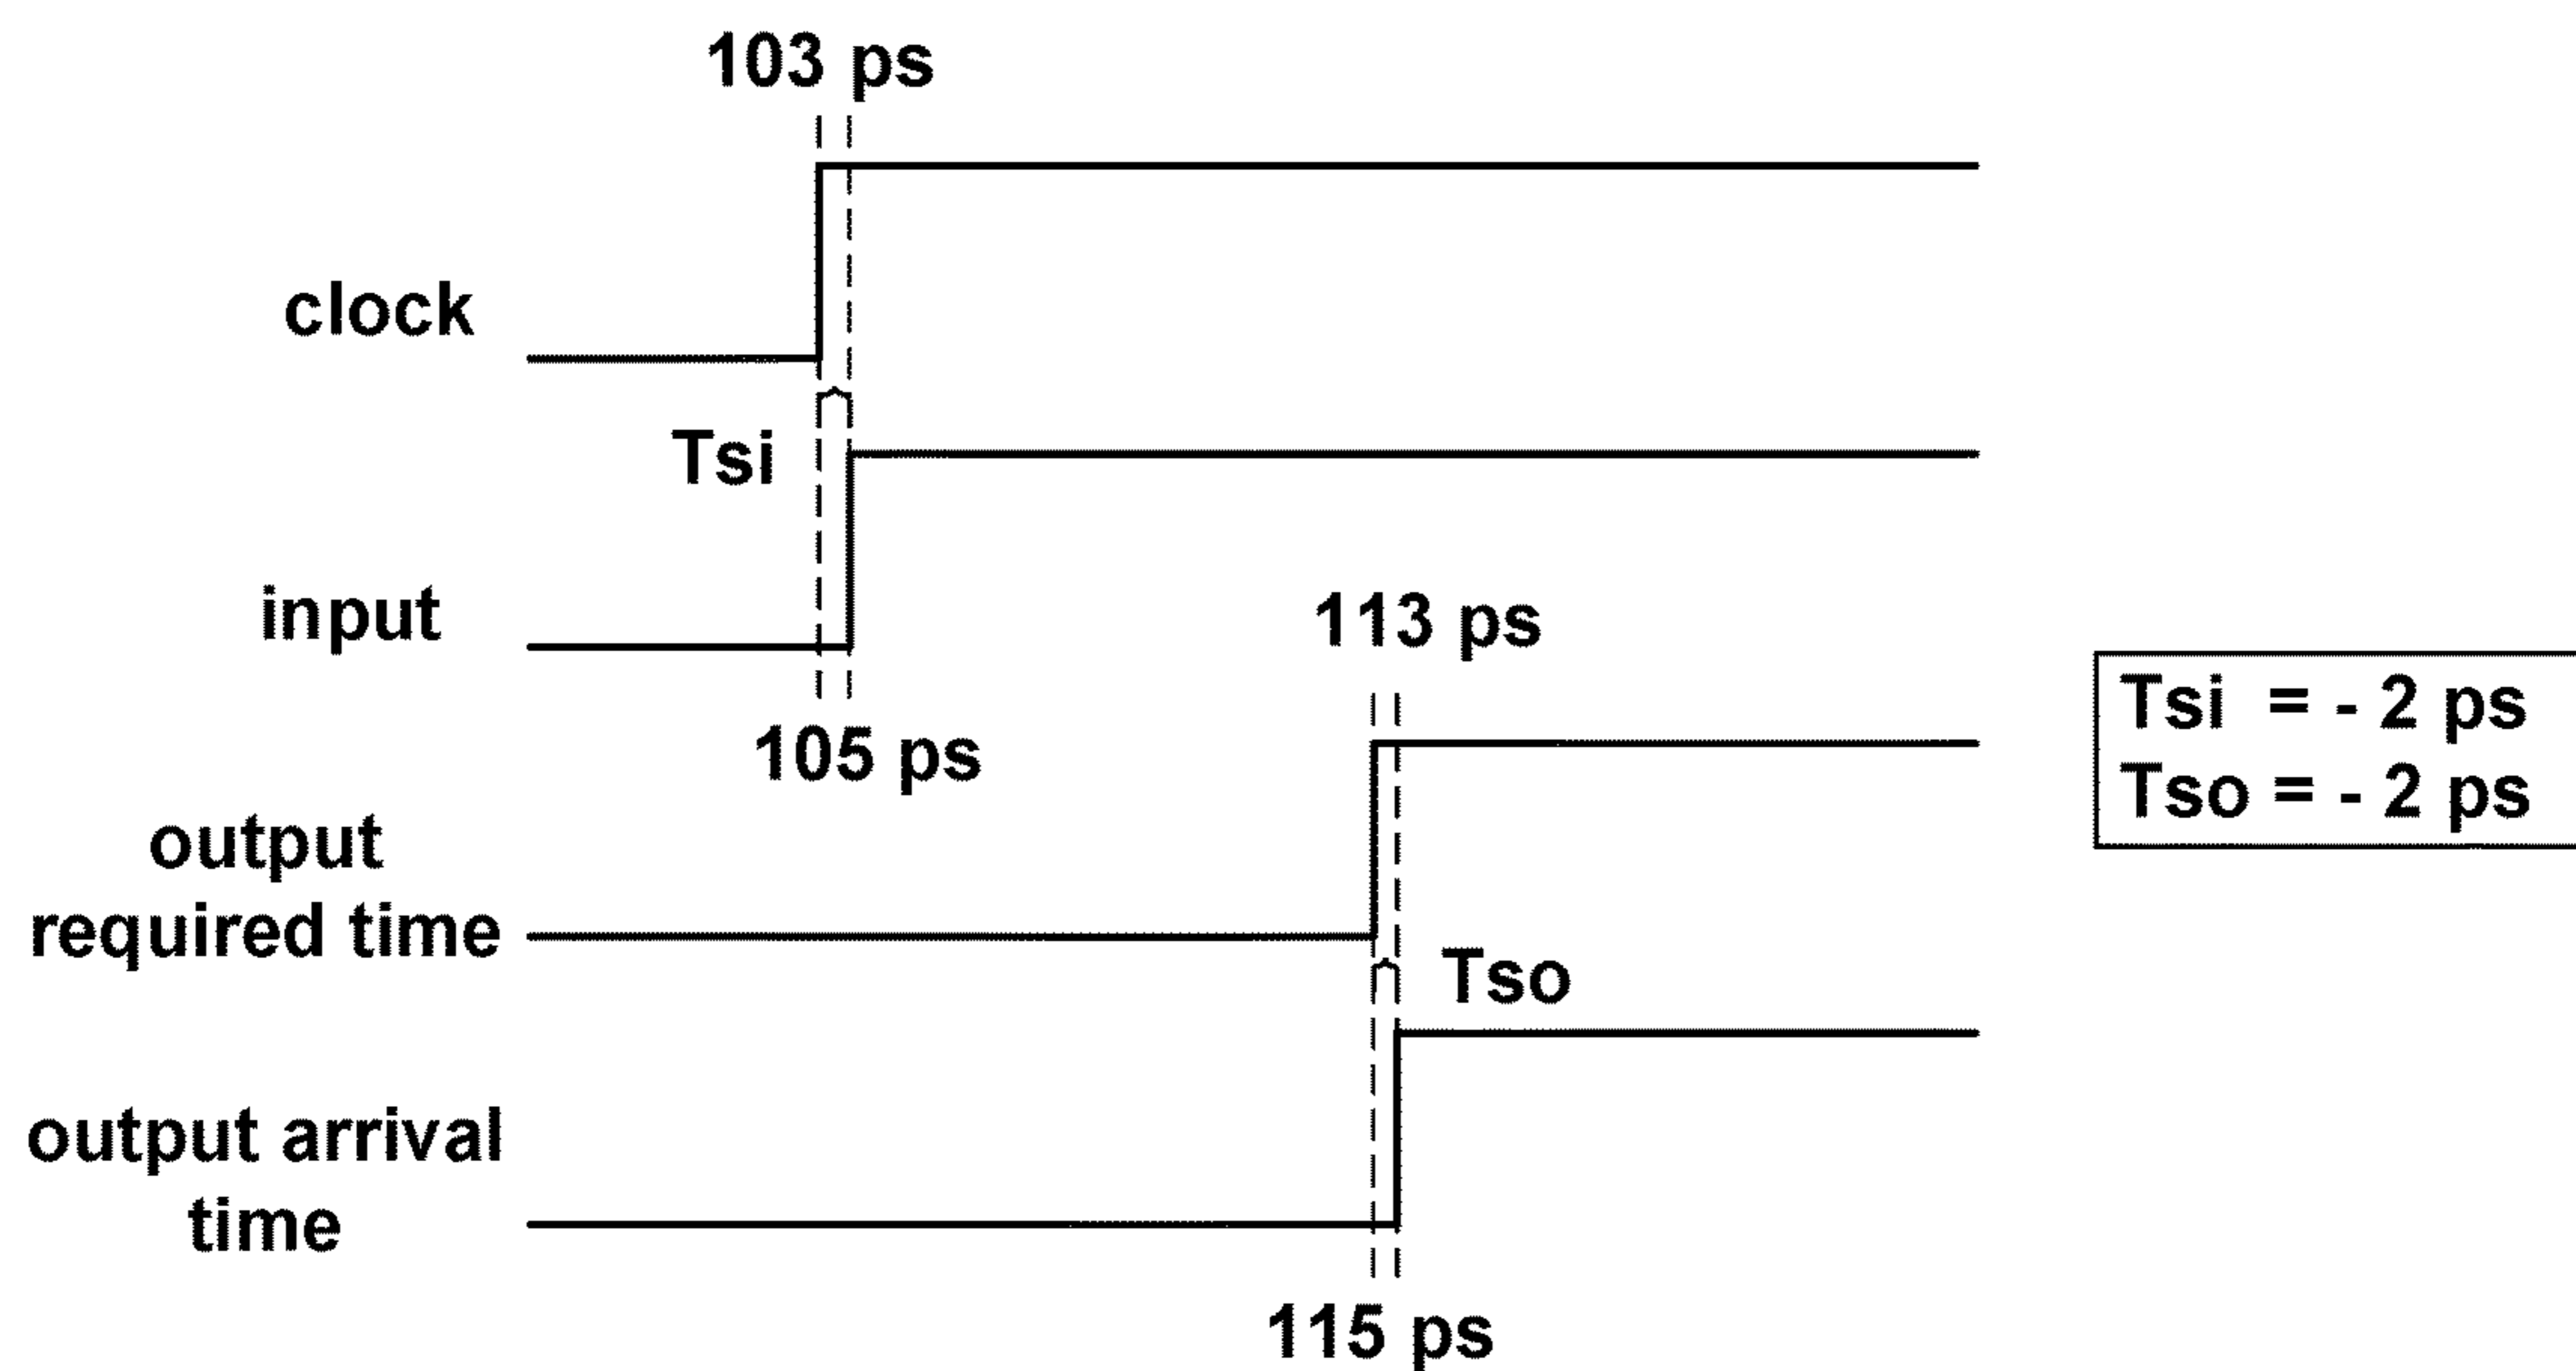 103 ps
clock
Tsi
input
105 ps
113 ps
Tsi = - 2 ps
Tso = - 2 ps
output
required time
Tso
output arrival
time
115 ps